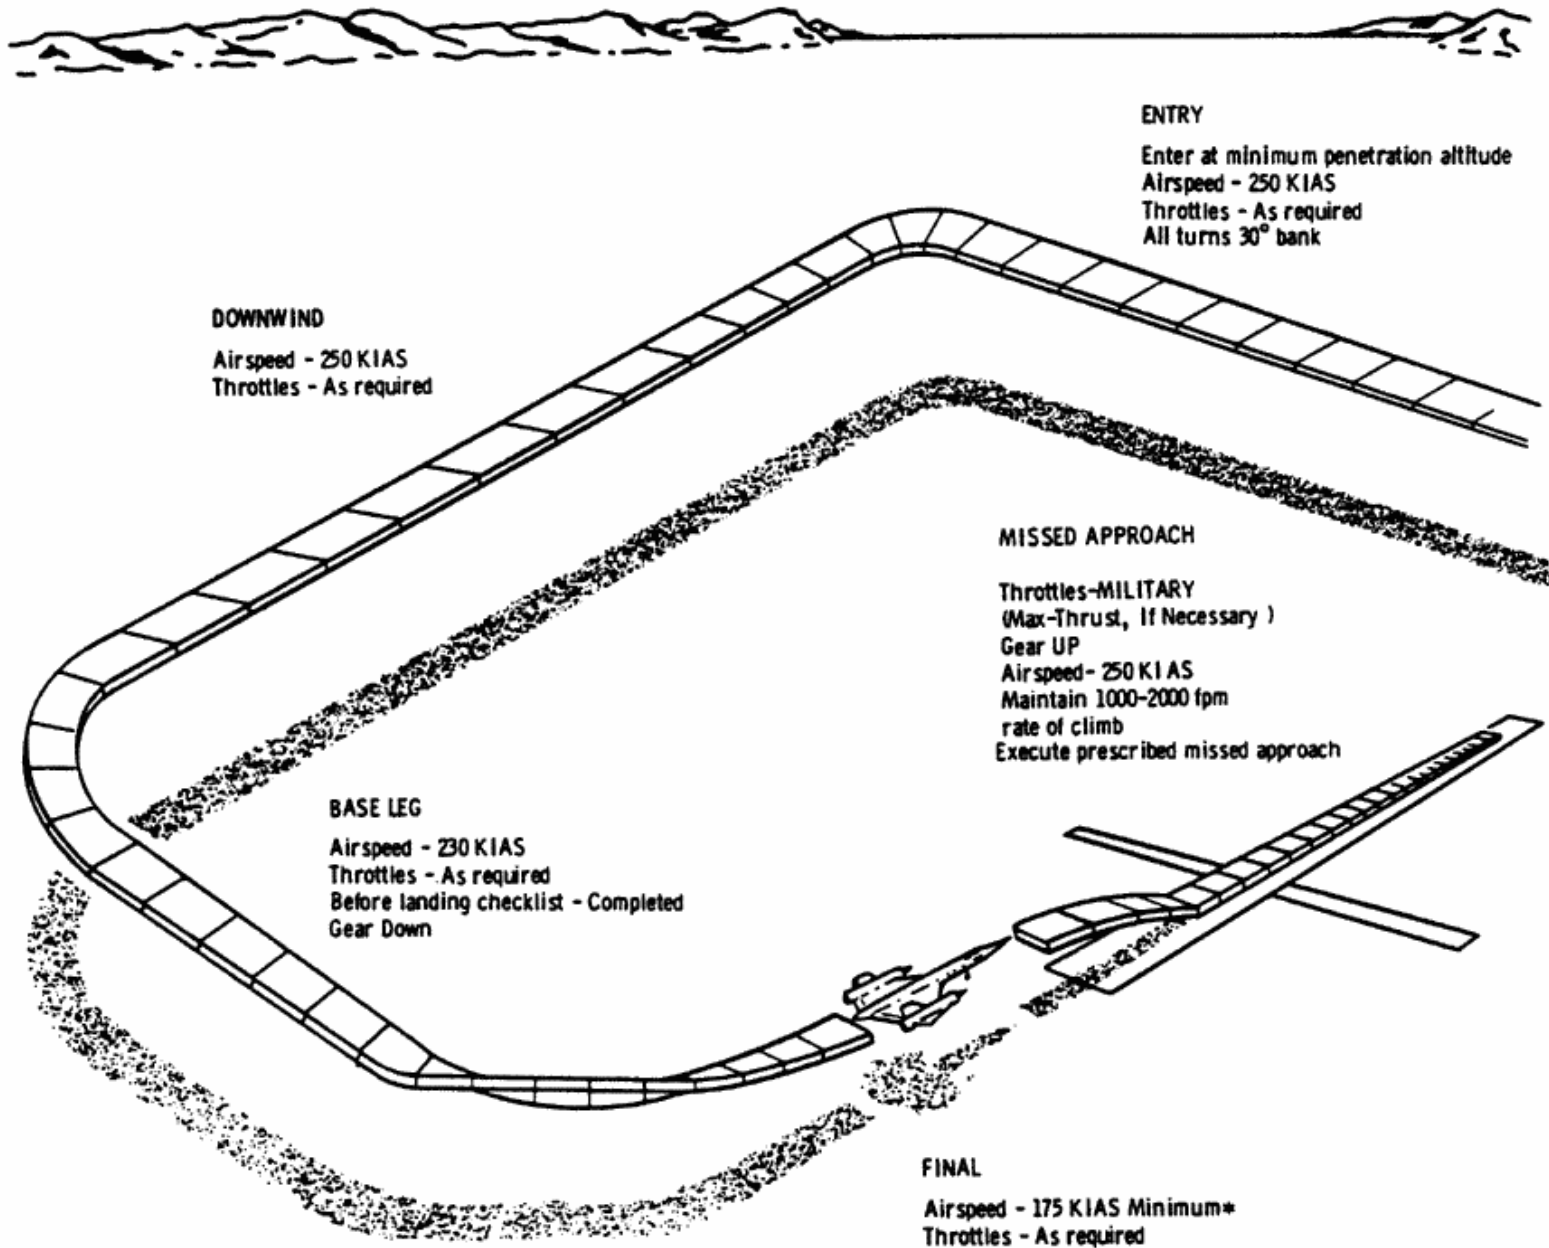 ENTRY
Enter at minimum penetration altitude
Airspeed - 250 KIAS
Throttles - As required
All turns 30° bank
DOWNWIND
Airspeed - 250 KIAS
Throttles - As required
MISSED APPROACH
Throttles-MILITARY
(Max-Thrust, If Necessary )
Gear UP
Airspeed- 250 KIAS
Maintain 1000-2000 fpm
rate of climb
Execute prescribed missed approach
BASE LEG
Airspeed - 230 KIAS
Throttles - As required
Before landing checklist - Completed
Gear Down
FINAL
Airspeed - 175 KIAS Minimum*
Throttles - As required